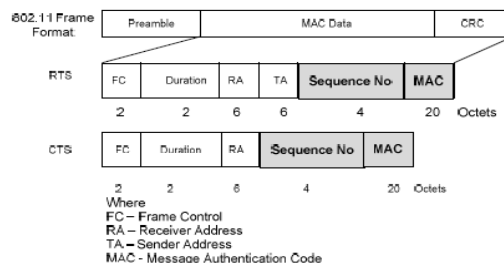 802.11 Frame Format:
Preamble MAC Data CRC
RTS FC Duration RA TA Sequence No MAC
2 2 6 6 4 20 Octets
CTS FC Duration RA Sequence No MAC
2 2 6 4 20 Octets
Where
FC – Frame Control
RA – Receiver Address
TA – Sender Address
MAC - Message Authentication Code